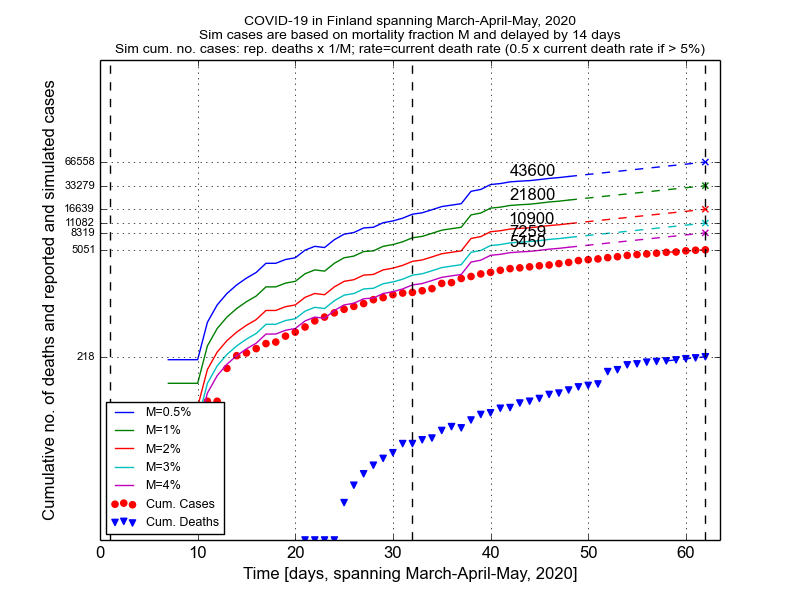 COVID-19 in Finland spanning March-April-May, 2020
Sim cases are based on mortality fraction M and delayed by 14 days
Sim cum. no. cases: rep. deaths x 1/M; rate=current death rate (0.5 x current death rate if > 5%)
Cumulative no. of deaths and reported and simulated cases
66558
33279
16639
11082
8319
5051
218
43600
21800
10900
7259
5450
M=0.5%
M=1%
M=2%
M=3%
M=4%
Cum. Cases
Cum. Deaths
0 10 20 30 40 50 60
Time [days, spanning March-April-May, 2020]